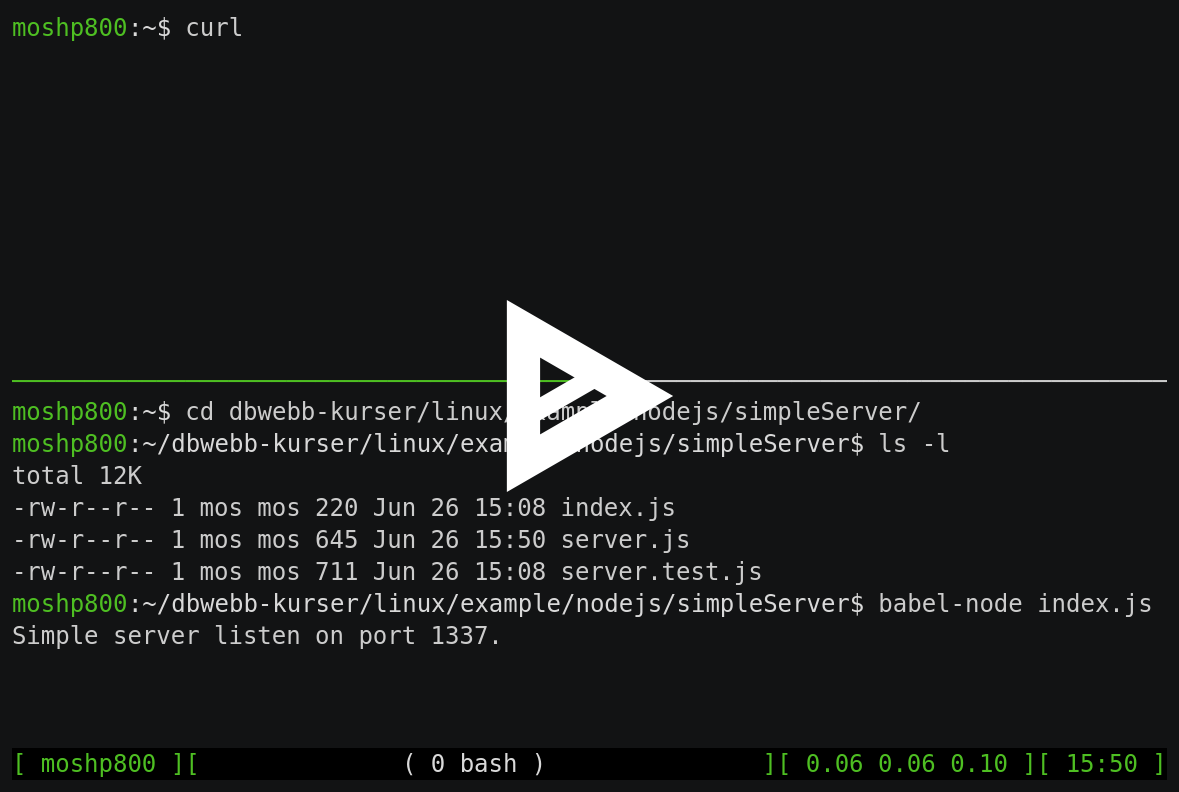 moshp800:~$ curl
moshp800:~$ cd dbwebb-kurser/linux/example/nodejs/simpleServer/
moshp800:~/dbwebb-kurser/linux/example/nodejs/simpleServer$ ls -l
total 12K
-rw-r--r-- 1 mos mos 220 Jun 26 15:08 index.js
-rw-r--r-- 1 mos mos 645 Jun 26 15:50 server.js
-rw-r--r-- 1 mos mos 711 Jun 26 15:08 server.test.js
moshp800:~/dbwebb-kurser/linux/example/nodejs/simpleServer$ babel-node index.js
Simple server listen on port 1337.
[ moshp800 ][ ( 0 bash ) ][ 0.06 0.06 0.10 ][ 15:50 ]